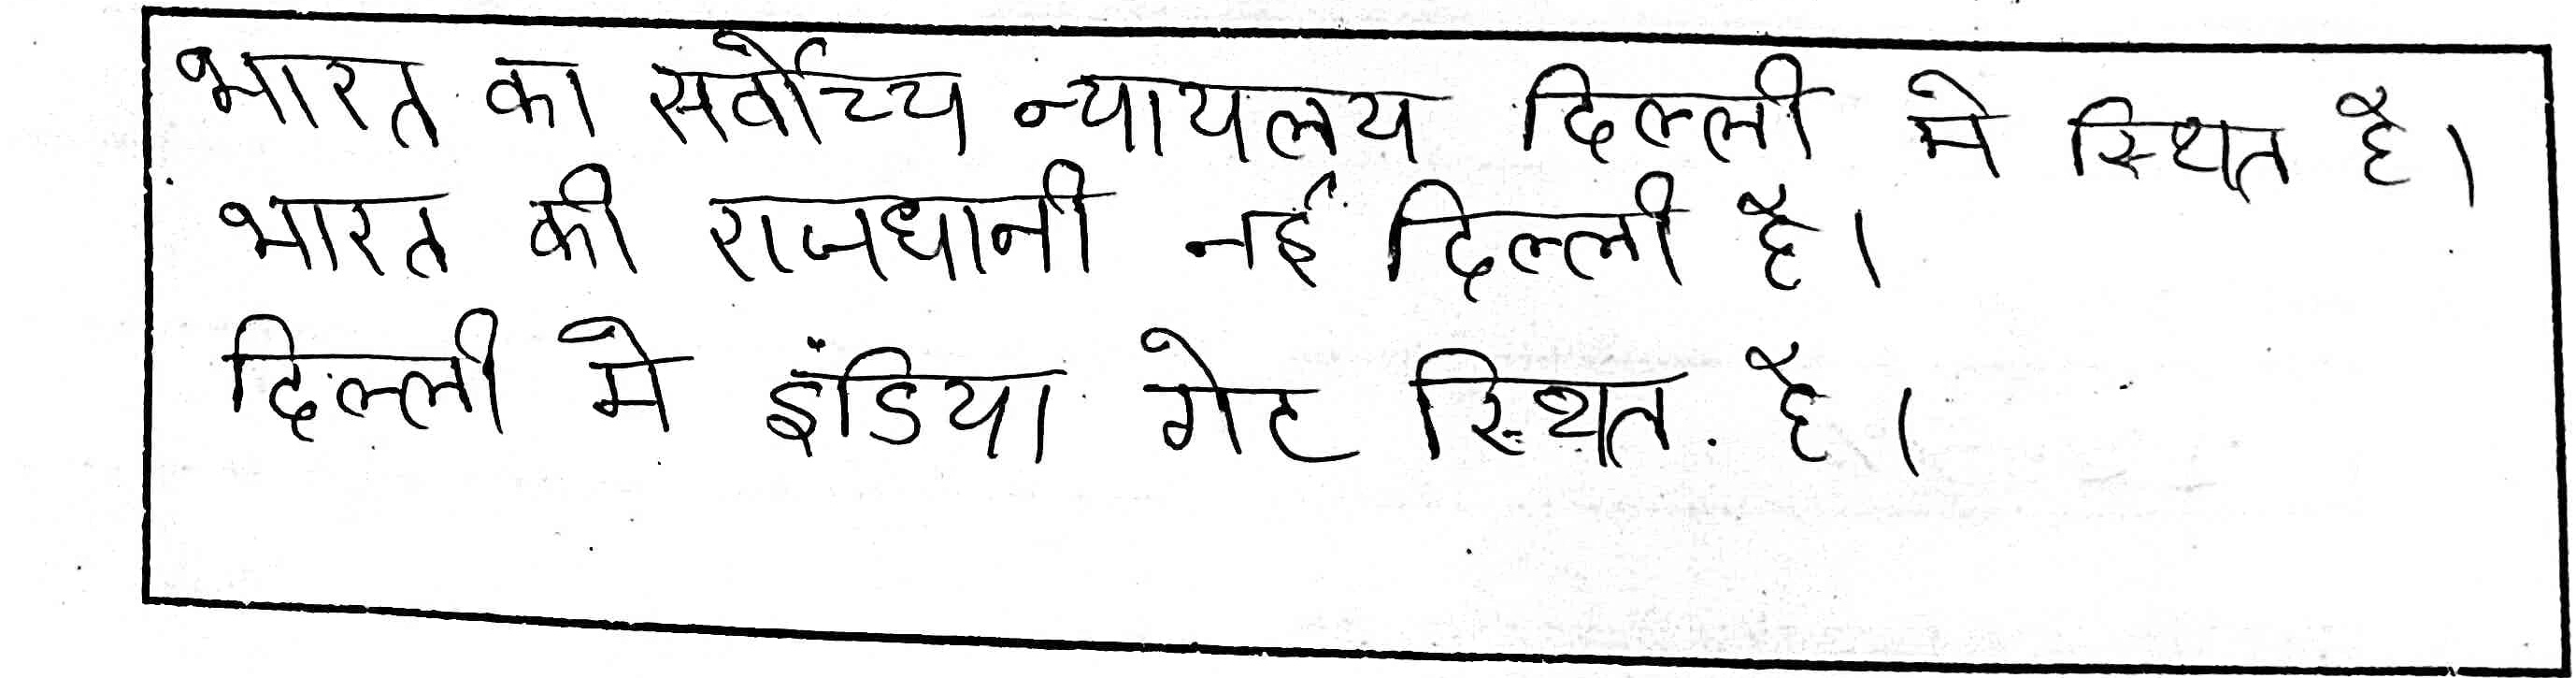 भारत का सर्वोच्च न्यायलय दिल्ली मे स्थित है।
भारत की राजधानी नई दिल्ली है।
दिल्ली मे इंडिया गेट स्थित है।